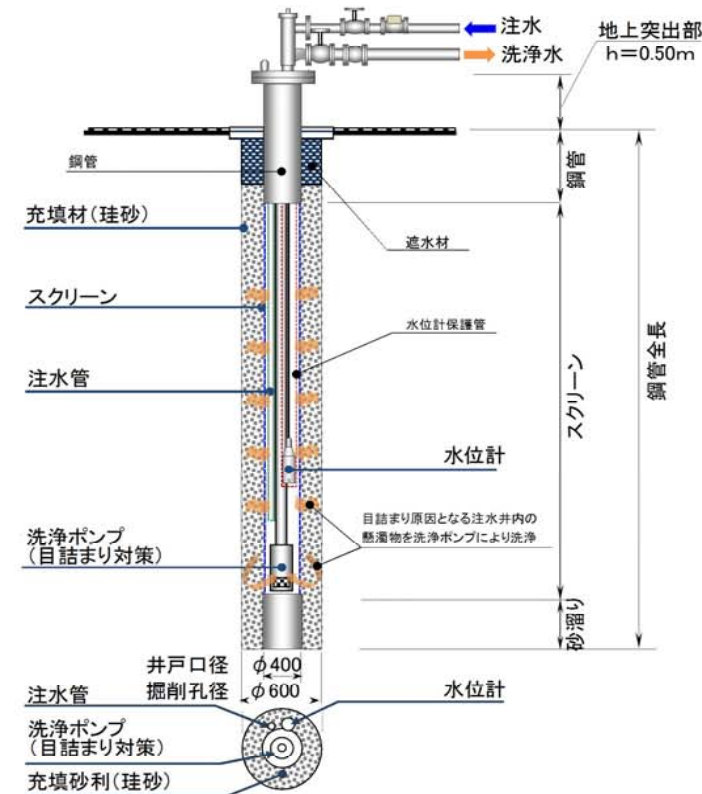 注水
洗浄水
地上突出部
h=0.50m
鋼管
鋼管
充填材(珪砂)
遮水材
スクリーン
水位計保護管
注水管
スクリーン
鋼管全長
水位計
目詰まり原因となる注水井内の
懸濁物を洗浄ポンプにより洗浄
洗浄ポンプ
(目詰まり対策)
砂溜り
井戸口径 φ400
掘削孔径 φ600
注水管
水位計
洗浄ポンプ
(目詰まり対策)
充填砂利(珪砂)